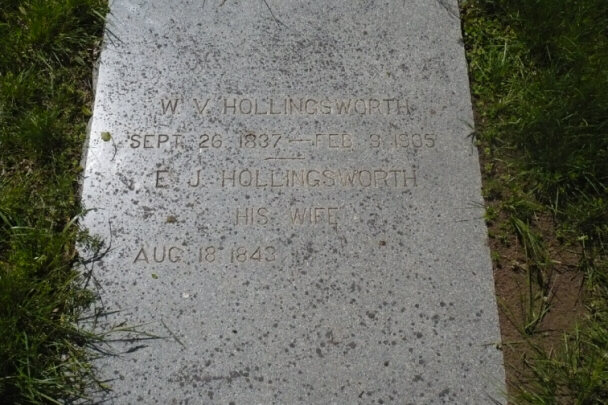 W. V. HOLLINGSWORTH
SEPT. 26, 1837 — FEB. 9, 1905
E. J. HOLLINGSWORTH
HIS WIFE
AUG. 18, 1843